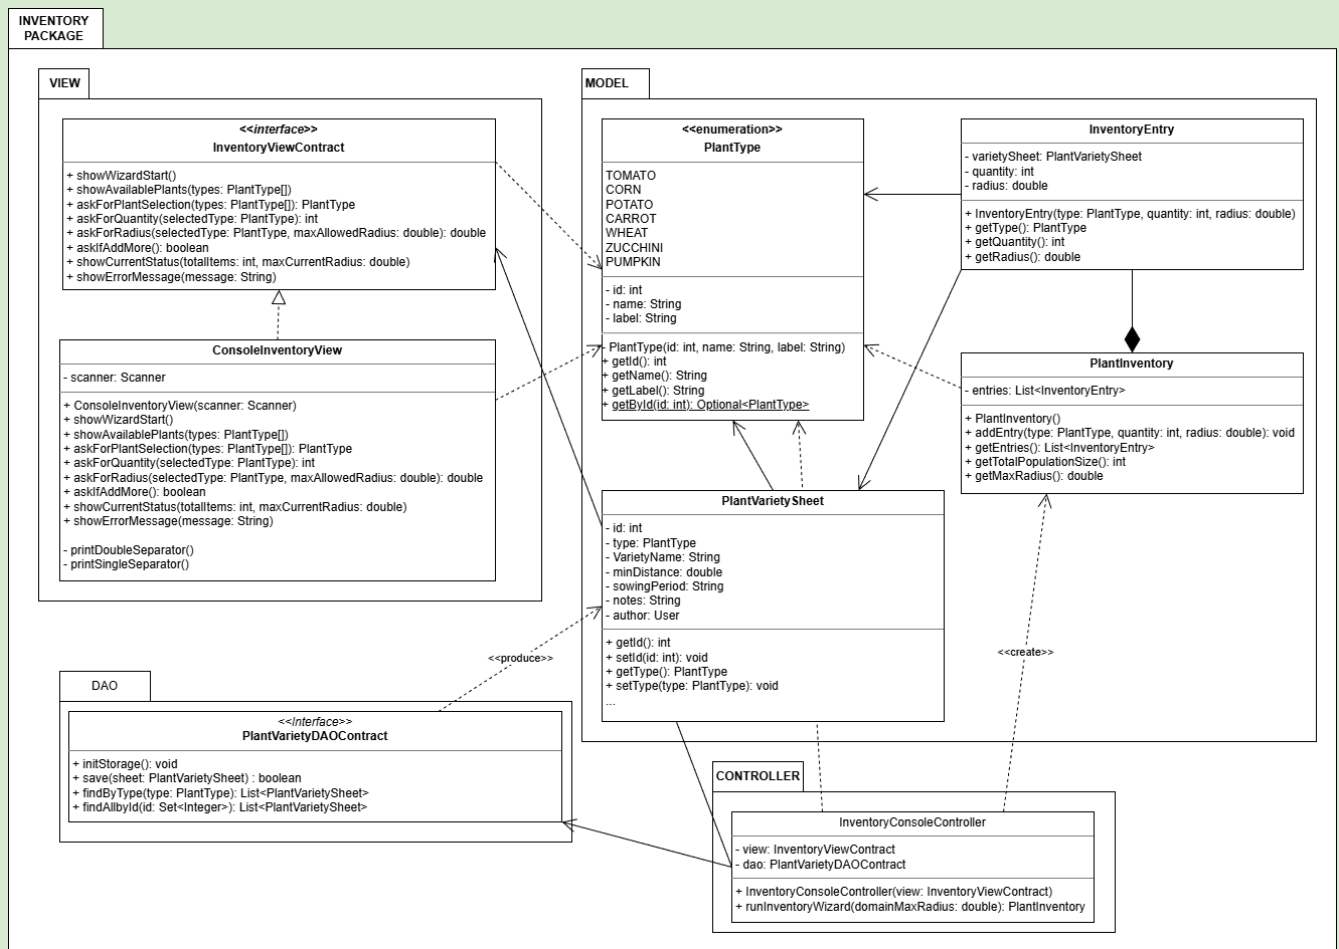 INVENTORY
PACKAGE
VIEW
<<interface>>
InventoryViewContract
+ showWizardStart()
+ showAvailablePlants(types: PlantType[])
+ askForPlantSelection(types: PlantType[]): PlantType
+ askForQuantity(selectedType: PlantType): int
+ askForRadius(selectedType: PlantType, maxAllowedRadius: double): double
+ askIfAddMore(): boolean
+ showCurrentStatus(totalItems: int, maxCurrentRadius: double)
+ showErrorMessage(message: String)
ConsoleInventoryView
- scanner: Scanner
+ ConsoleInventoryView(scanner: Scanner)
+ showWizardStart()
+ showAvailablePlants(types: PlantType[])
+ askForPlantSelection(types: PlantType[]): PlantType
+ askForQuantity(selectedType: PlantType): int
+ askForRadius(selectedType: PlantType, maxAllowedRadius: double): double
+ askIfAddMore(): boolean
+ showCurrentStatus(totalItems: int, maxCurrentRadius: double)
+ showErrorMessage(message: String)
- printDoubleSeparator()
- printSingleSeparator()
MODEL
<<enumeration>>
PlantType
TOMATO
CORN
POTATO
CARROT
WHEAT
ZUCCHINI
PUMPKIN
- id: int
- name: String
- label: String
- PlantType(id: int, name: String, label: String)
+ getId(): int
+ getName(): String
+ getLabel(): String
+ getById(id: int): Optional<PlantType>
InventoryEntry
- varietySheet: PlantVarietySheet
- quantity: int
- radius: double
+ InventoryEntry(type: PlantType, quantity: int, radius: double)
+ getType(): PlantType
+ getQuantity(): int
+ getRadius(): double
PlantInventory
- entries: List<InventoryEntry>
+ PlantInventory()
+ addEntry(type: PlantType, quantity: int, radius: double): void
+ getEntries(): List<InventoryEntry>
+ getTotalPopulationSize(): int
+ getMaxRadius(): double
PlantVarietySheet
- id: int
- type: PlantType
- VarietyName: String
- minDistance: double
- sowingPeriod: String
- notes: String
- author: User
+ getId(): int
+ setId(id: int): void
+ getType(): PlantType
+ setType(type: PlantType): void
...
<<produce>>
<<create>>
DAO
<<interface>>
PlantVarietyDAOContract
+ initStorage(): void
+ save(sheet: PlantVarietySheet) : boolean
+ findByType(type: PlantType): List<PlantVarietySheet>
+ findAllbyId(id: Set<Integer>): List<PlantVarietySheet>
CONTROLLER
InventoryConsoleController
- view: InventoryViewContract
- dao: PlantVarietyDAOContract
+ InventoryConsoleController(view: InventoryViewContract)
+ runInventoryWizard(domainMaxRadius: double): PlantInventory